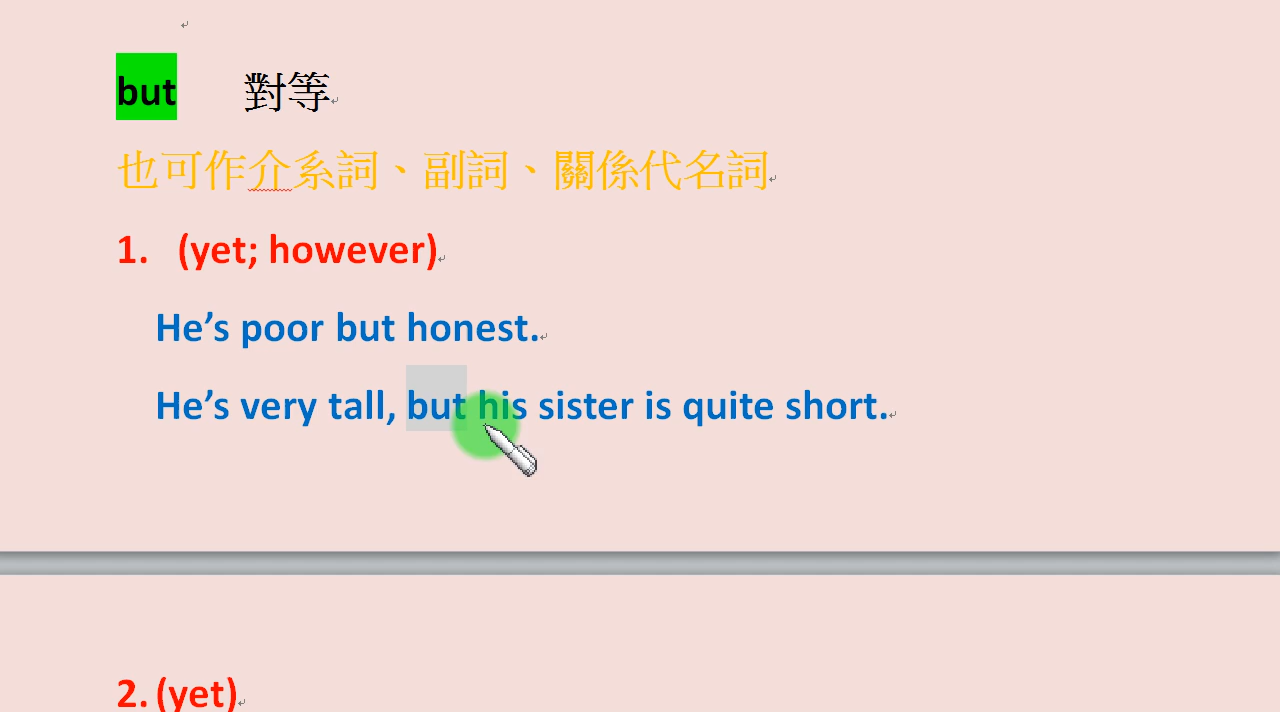 but 對等
也可作介系詞、副詞、關係代名詞
1. (yet; however)
He’s poor but honest.
He’s very tall, but his sister is quite short.
2. (yet)